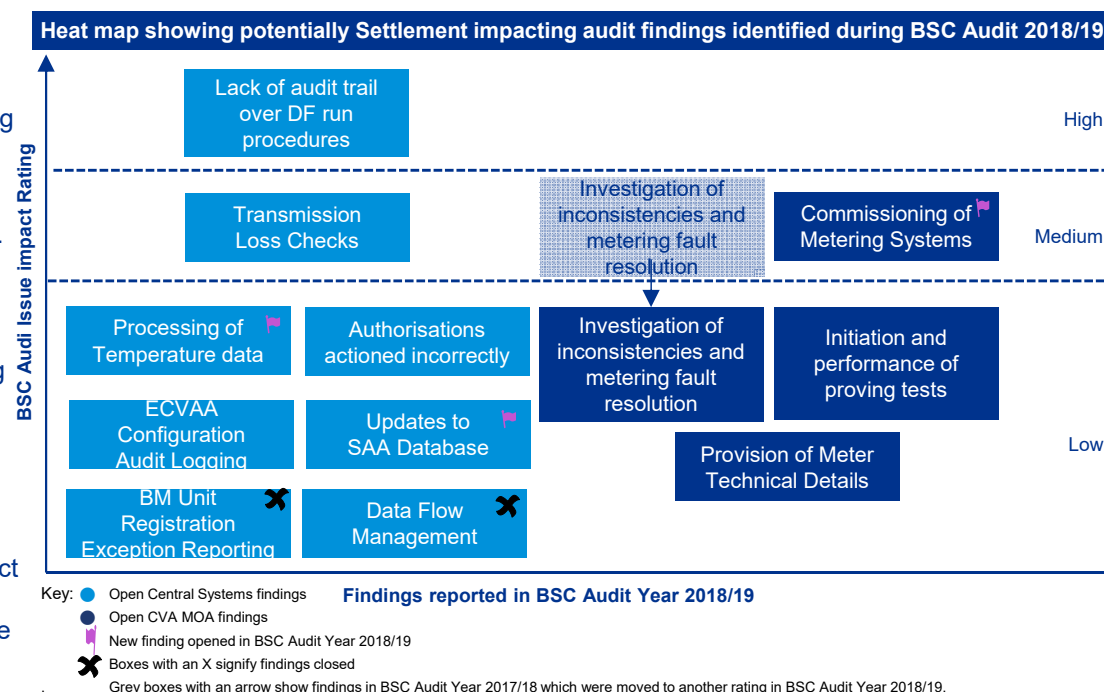 Heat map showing potentially Settlement impacting audit findings identified during BSC Audit 2018/19
BSC Audi Issue impact Rating
Lack of audit trail
over DF run
procedures
High
Transmission
Loss Checks
Investigation of
inconsistencies and
metering fault
resolution
Commissioning of
Metering Systems
Medium
Processing of
Temperature data
Authorisations
actioned incorrectly
Investigation of
inconsistencies and
metering fault
resolution
Initiation and
performance of
proving tests
ECVAA
Configuration
Audit Logging
Updates to
SAA Database
Provision of Meter
Technical Details
Low
BM Unit
Registration
Exception Reporting
Data Flow
Management
Findings reported in BSC Audit Year 2018/19
Key:
Open Central Systems findings
Open CVA MOA findings
New finding opened in BSC Audit Year 2018/19
Boxes with an X signify findings closed
Grey boxes with an arrow show findings in BSC Audit Year 2017/18 which were moved to another rating in BSC Audit Year 2018/19.